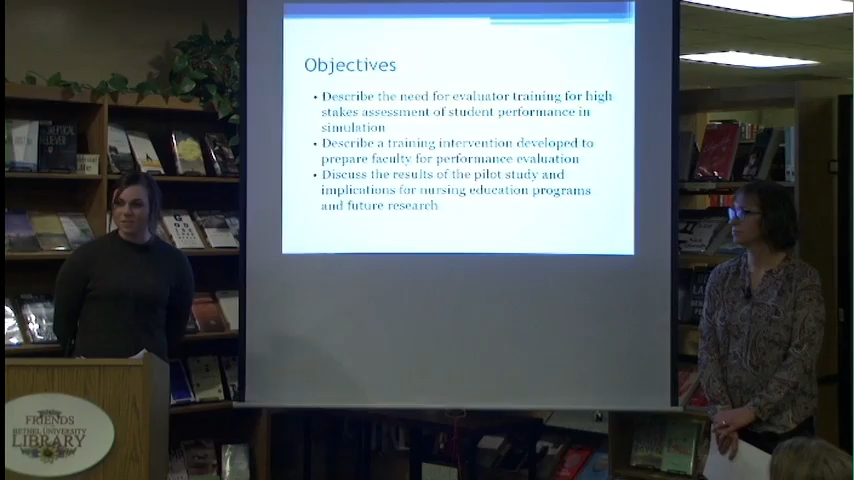 Objectives
• Describe the need for evaluator training for high
stakes assessment of student performance in
simulation
• Describe a training intervention developed to
prepare faculty for performance evaluation
• Discuss the results of the pilot study and
implications for nursing education programs
and future research
FRIENDS
BETHEL UNIVERSITY
LIBRARY